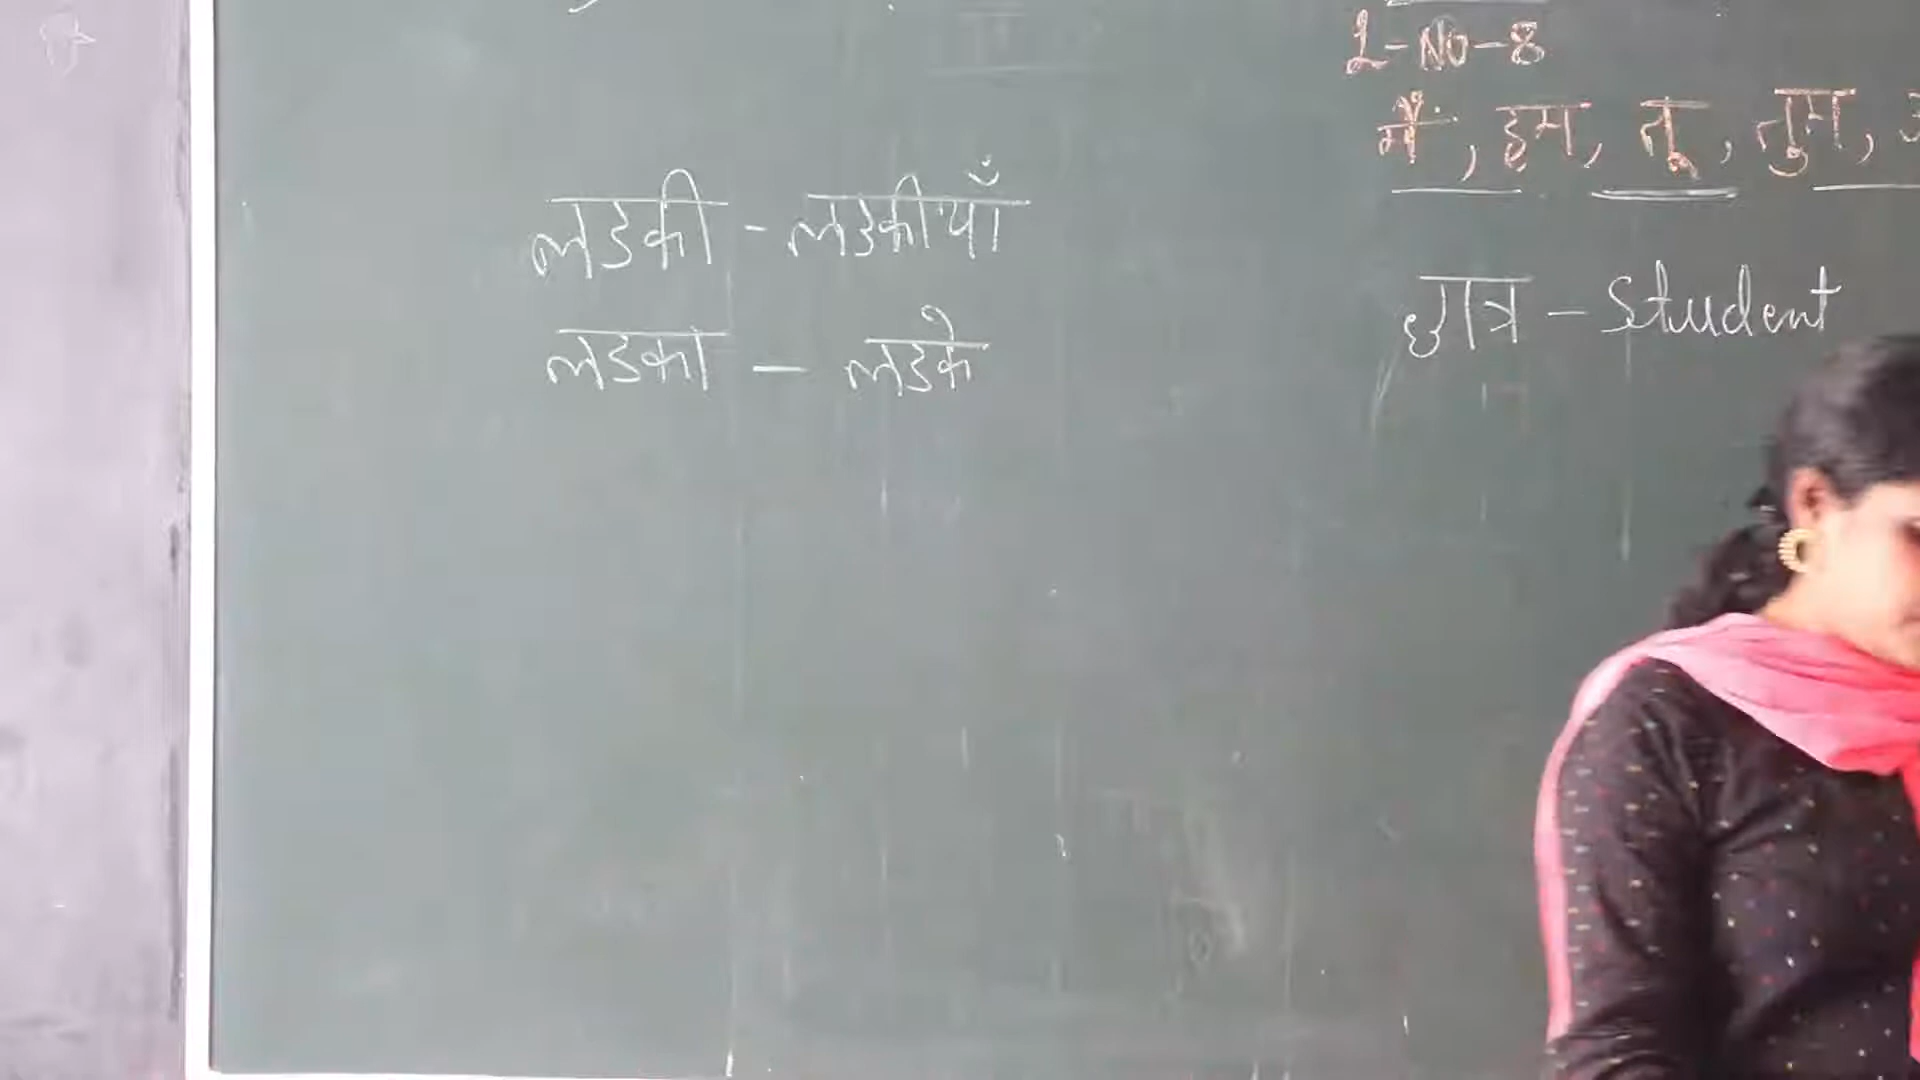 L-No-8
मैं, हम, तू, तुम,
लडकी - लडकीयाँ
लडका - लडके
छात्र - Student